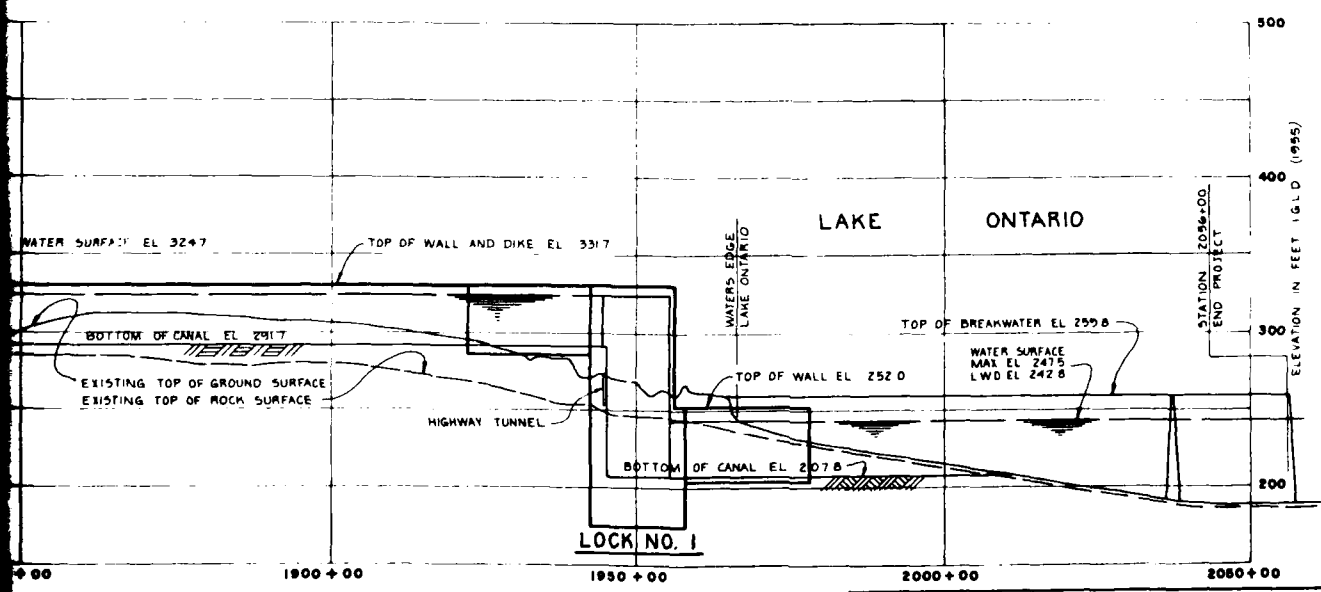 500
400
300
200
ELEVATION IN FEET IGLD (1955)
LAKE ONTARIO
STATION 2056+00
END PROJECT
WATERS EDGE
LAKE ONTARIO
WATER SURFACE EL 324.7
TOP OF WALL AND DIKE EL 331.7
BOTTOM OF CANAL EL 291.7
EXISTING TOP OF GROUND SURFACE
EXISTING TOP OF ROCK SURFACE
HIGHWAY TUNNEL
TOP OF BREAKWATER EL 255.8
WATER SURFACE
MAX EL 247.5
LWD EL 242.8
TOP OF WALL EL 252.0
BOTTOM OF CANAL EL 207.8
LOCK NO. 1
+00
1900+00
1950+00
2000+00
2050+00